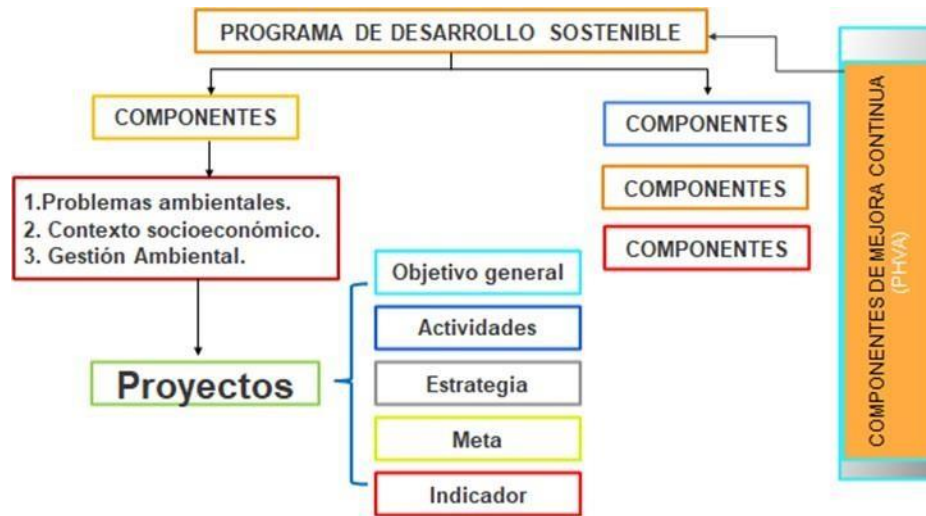 PROGRAMA DE DESARROLLO SOSTENIBLE
COMPONENTES
1.Problemas ambientales.
2. Contexto socioeconómico.
3. Gestión Ambiental.
Proyectos
Objetivo general
Actividades
Estrategia
Meta
Indicador
COMPONENTES
COMPONENTES
COMPONENTES
COMPONENTES DE MEJORA CONTINUA
(PHVA)